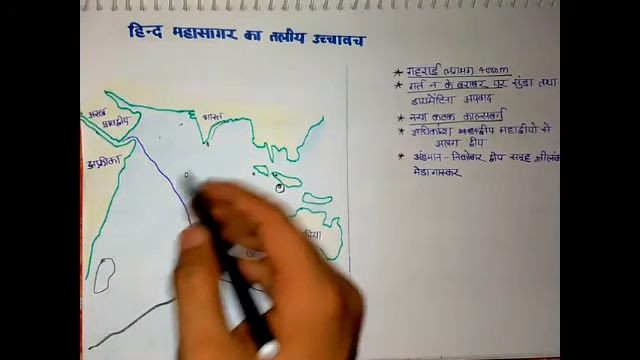 हिन्द महासागर का तलीय उच्चावच
* गहराई लगभग 4000m
* गर्त न के बराबर पर सुंडा तथा
डायमेंटिना अपवाद
* नया कटक कार्ल्सबर्ग
* अधिकांश महाद्वीप महाद्वीपो से
अलग द्वीप
* अंडमान-निकोबार द्वीप समूह श्रीलंक
मेडागास्कर
अरब
प्रायद्वीप
भारत
अफ्रीका